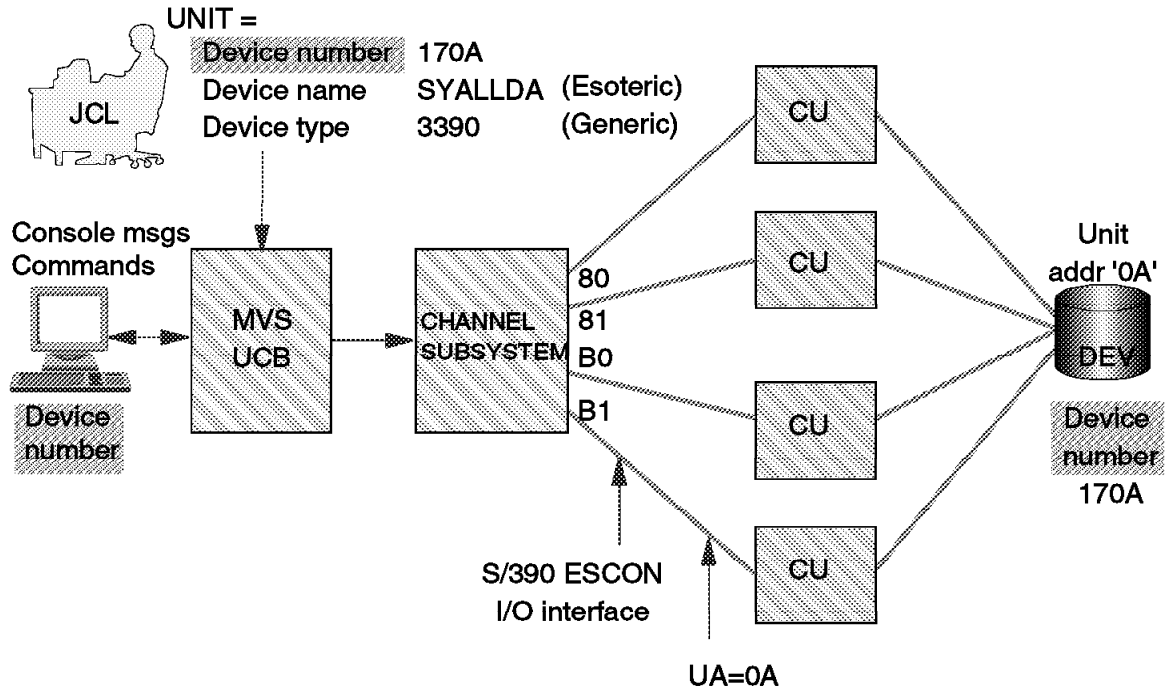 UNIT =
Device number 170A
Device name SYALLDA (Esoteric)
Device type 3390 (Generic)
JCL
Console msgs
Commands
Device
number
MVS
UCB
CHANNEL
SUBSYSTEM
80
81
B0
B1
CU
CU
CU
CU
Unit
addr '0A'
DEV
Device
number
170A
S/390 ESCON
I/O interface
UA=0A